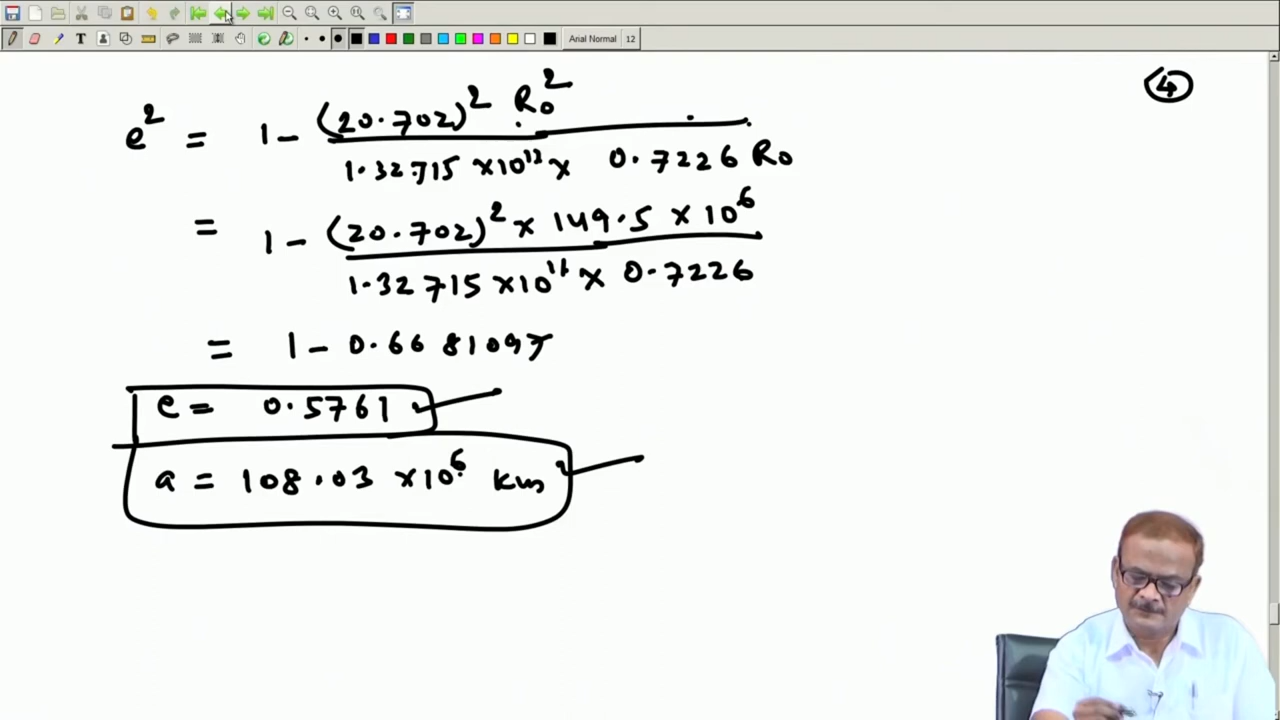 Arial Normal 12
④
e² = 1 - (20.702)² R₀² / 1.32715 × 10¹² × 0.7226 R₀
= 1 - (20.702)² × 149.5 × 10⁶ / 1.32715 × 10¹¹ × 0.7226
= 1 - 0.6681097
e = 0.5761
a = 108.03 × 10⁶ km